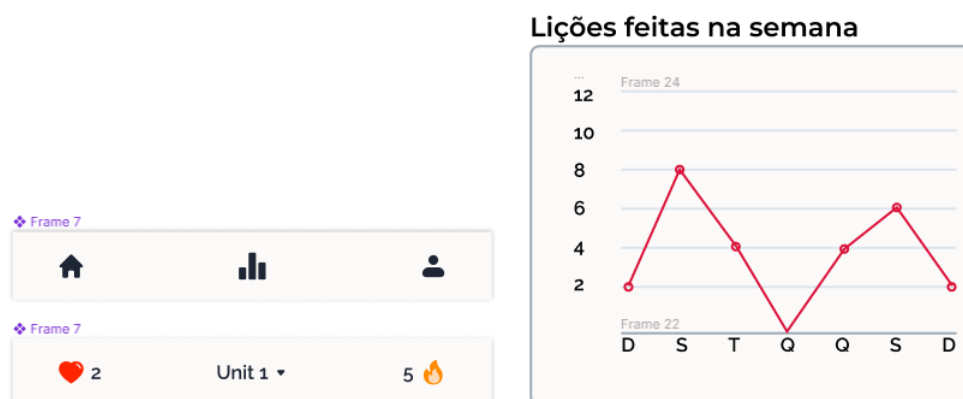 Lições feitas na semana
...
Frame 24
12
10
8
6
4
2
Frame 22
D S T Q Q S D
Frame 7
Frame 7
2 Unit 1 5